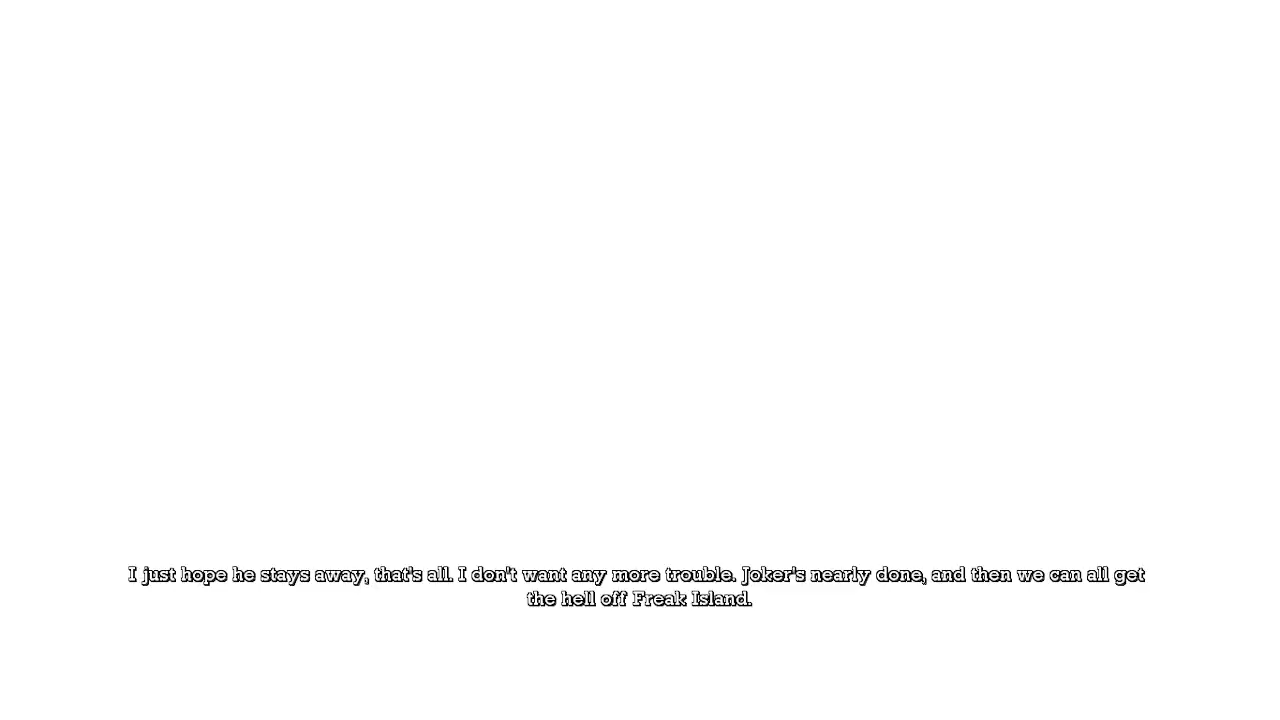 I just hope he stays away, that's all. I don't want any more trouble. Joker's nearly done, and then we can all get
the hell off Freak Island.